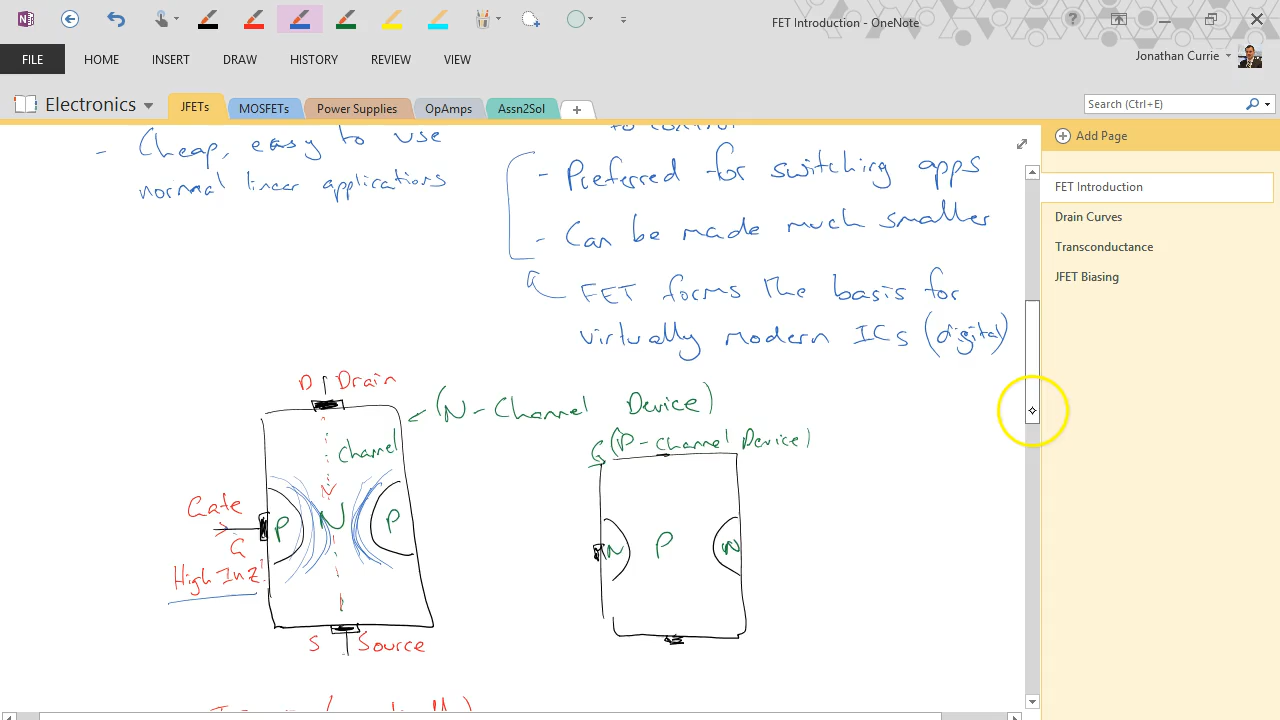 FET Introduction - OneNote
FILE
HOME
INSERT
DRAW
HISTORY
REVIEW
VIEW
Jonathan Currie
Electronics
JFETs
MOSFETs
Power Supplies
OpAmps
Assn2Sol
Search (Ctrl+E)
Add Page
FET Introduction
Drain Curves
Transconductance
JFET Biasing
- Cheap, easy to use
normal linear applications
to control
- Preferred for switching apps
- Can be made much smaller
FET forms the basis for
virtually modern ICs (digital)
D Drain
(N-Channel Device)
channel
N
Gate
G
High In Z!
P N P
S Source
G (P-channel Device)
N P N